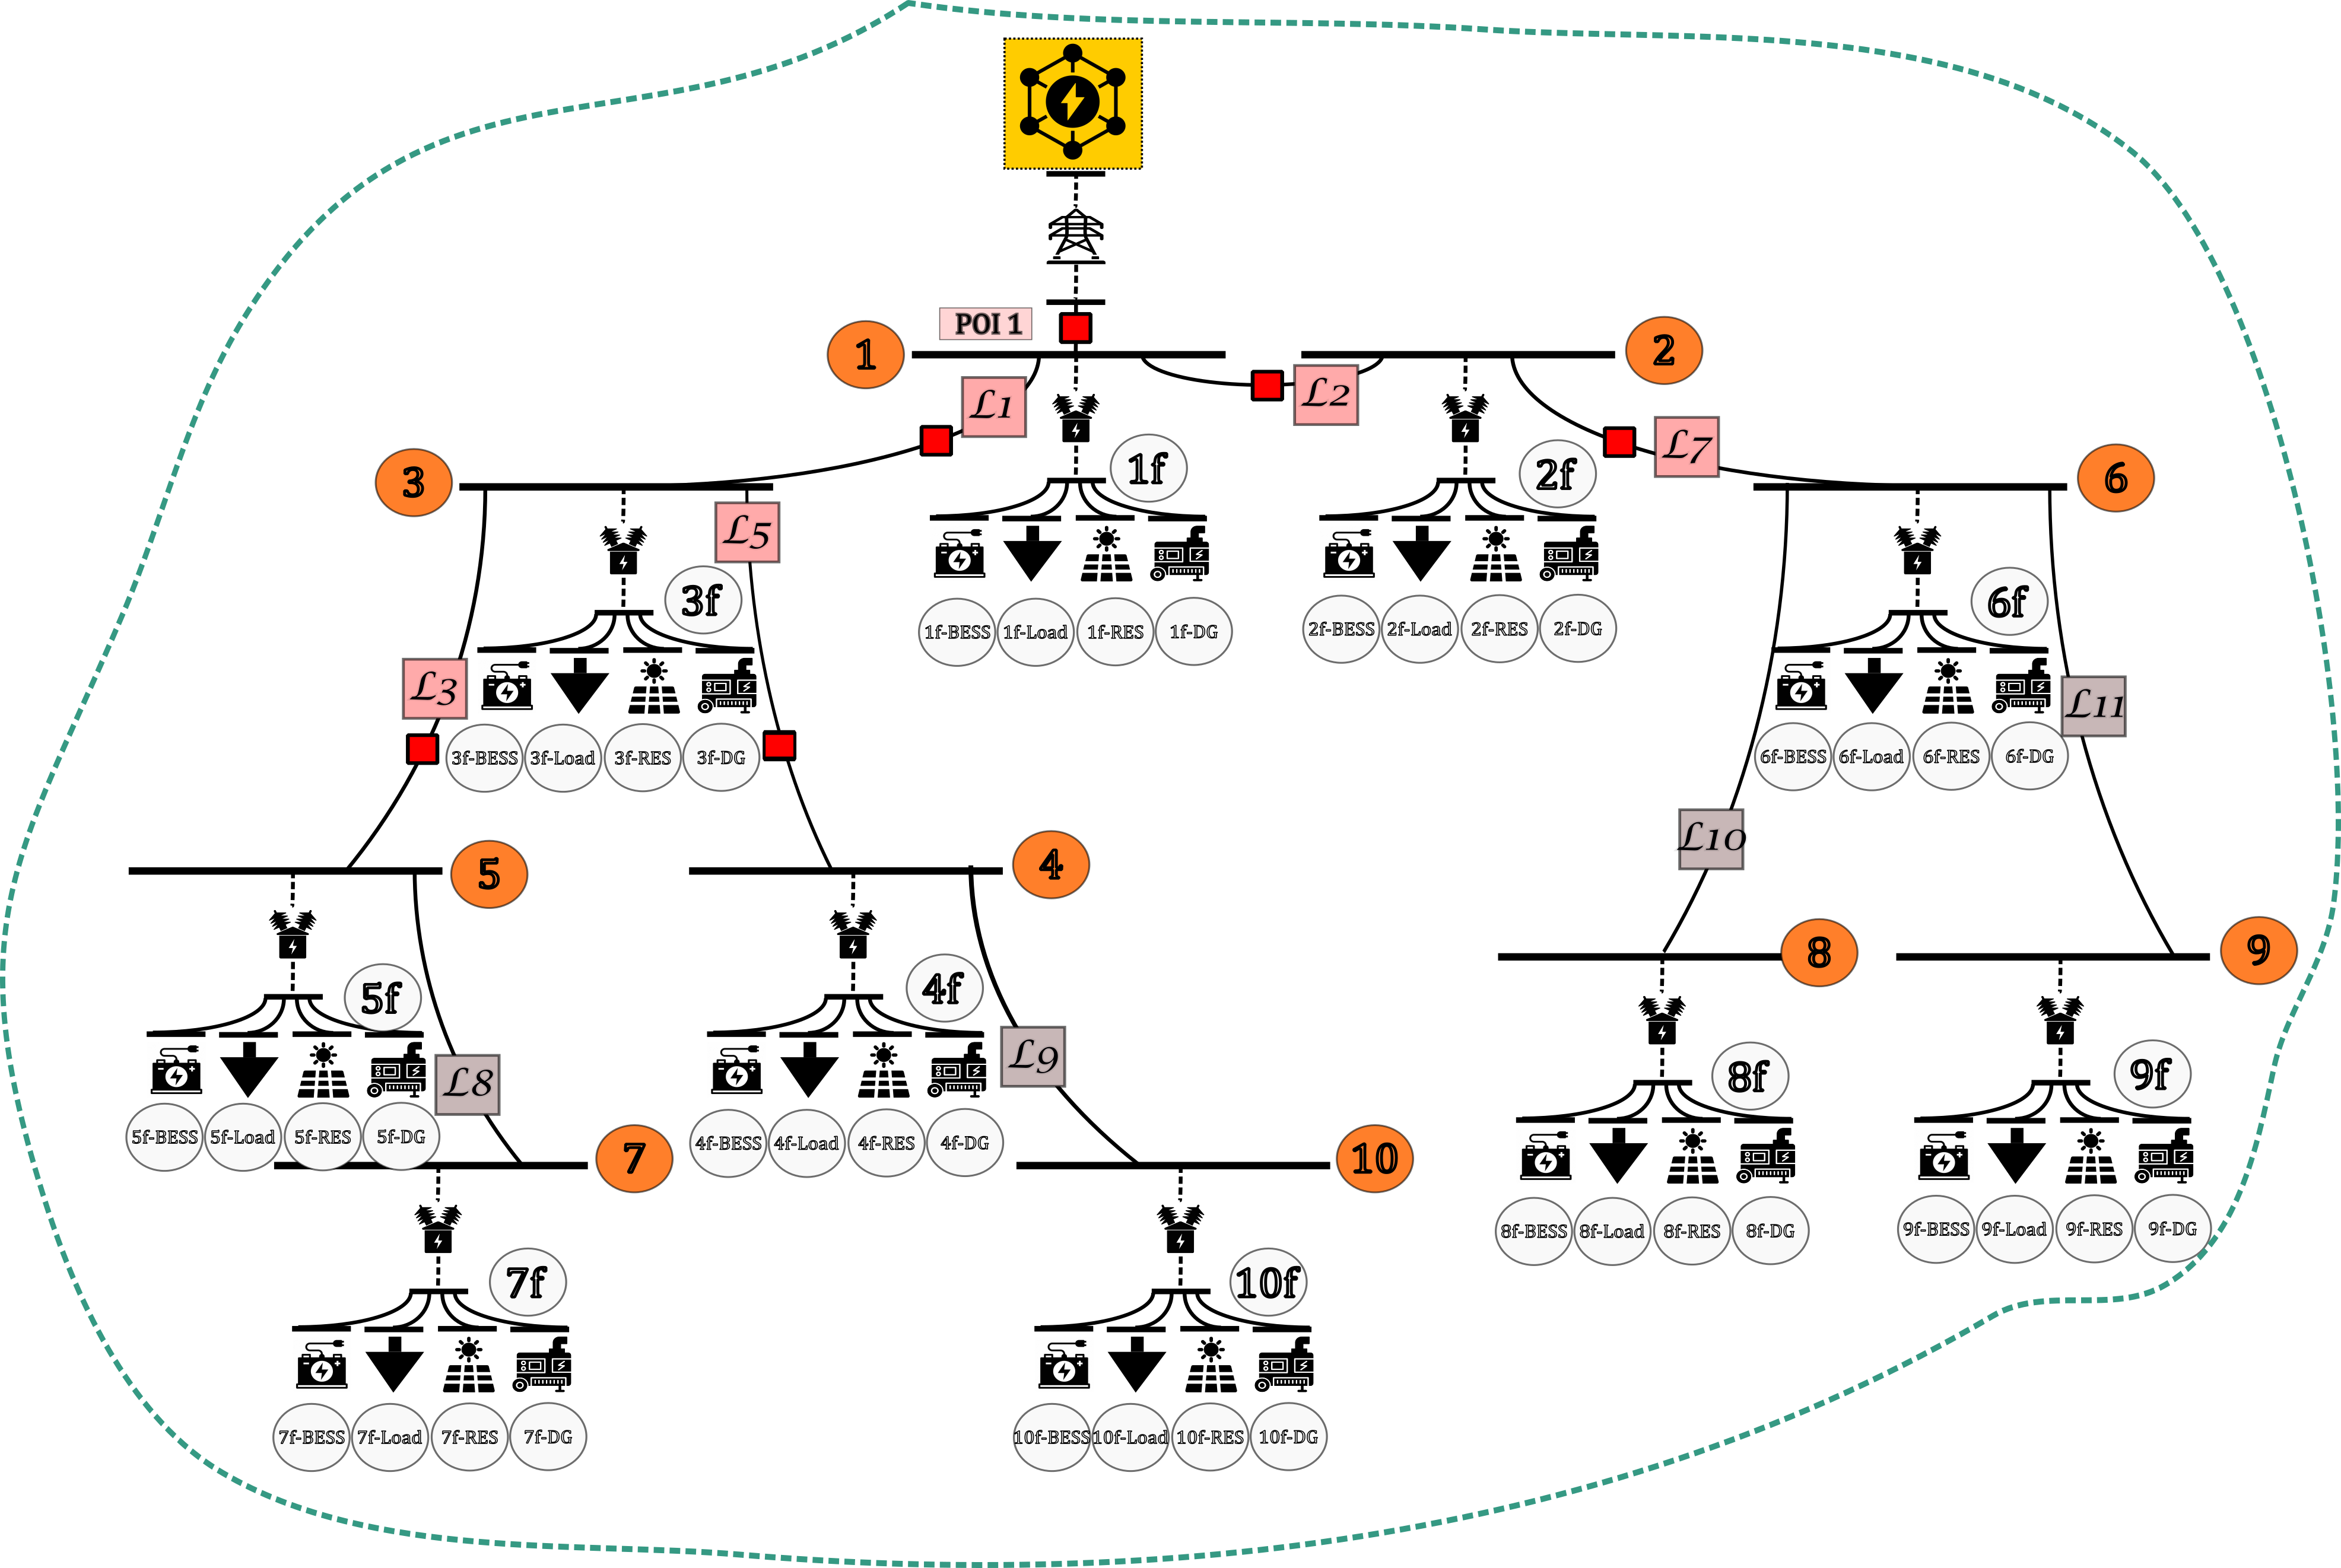 POI 1
1
2
ℒ1
ℒ2
ℒ7
3
6
1f
2f
ℒ5
3f
6f
1f-BESS 1f-Load 1f-RES 1f-DG
2f-BESS 2f-Load 2f-RES 2f-DG
ℒ3
ℒ11
3f-BESS 3f-Load 3f-RES 3f-DG
6f-BESS 6f-Load 6f-RES 6f-DG
ℒ10
5
4
8
9
5f
4f
ℒ8
ℒ9
8f
9f
5f-BESS 5f-Load 5f-RES 5f-DG
4f-BESS 4f-Load 4f-RES 4f-DG
7
10
8f-BESS 8f-Load 8f-RES 8f-DG
9f-BESS 9f-Load 9f-RES 9f-DG
7f
10f
7f-BESS 7f-Load 7f-RES 7f-DG
10f-BESS 10f-Load 10f-RES 10f-DG